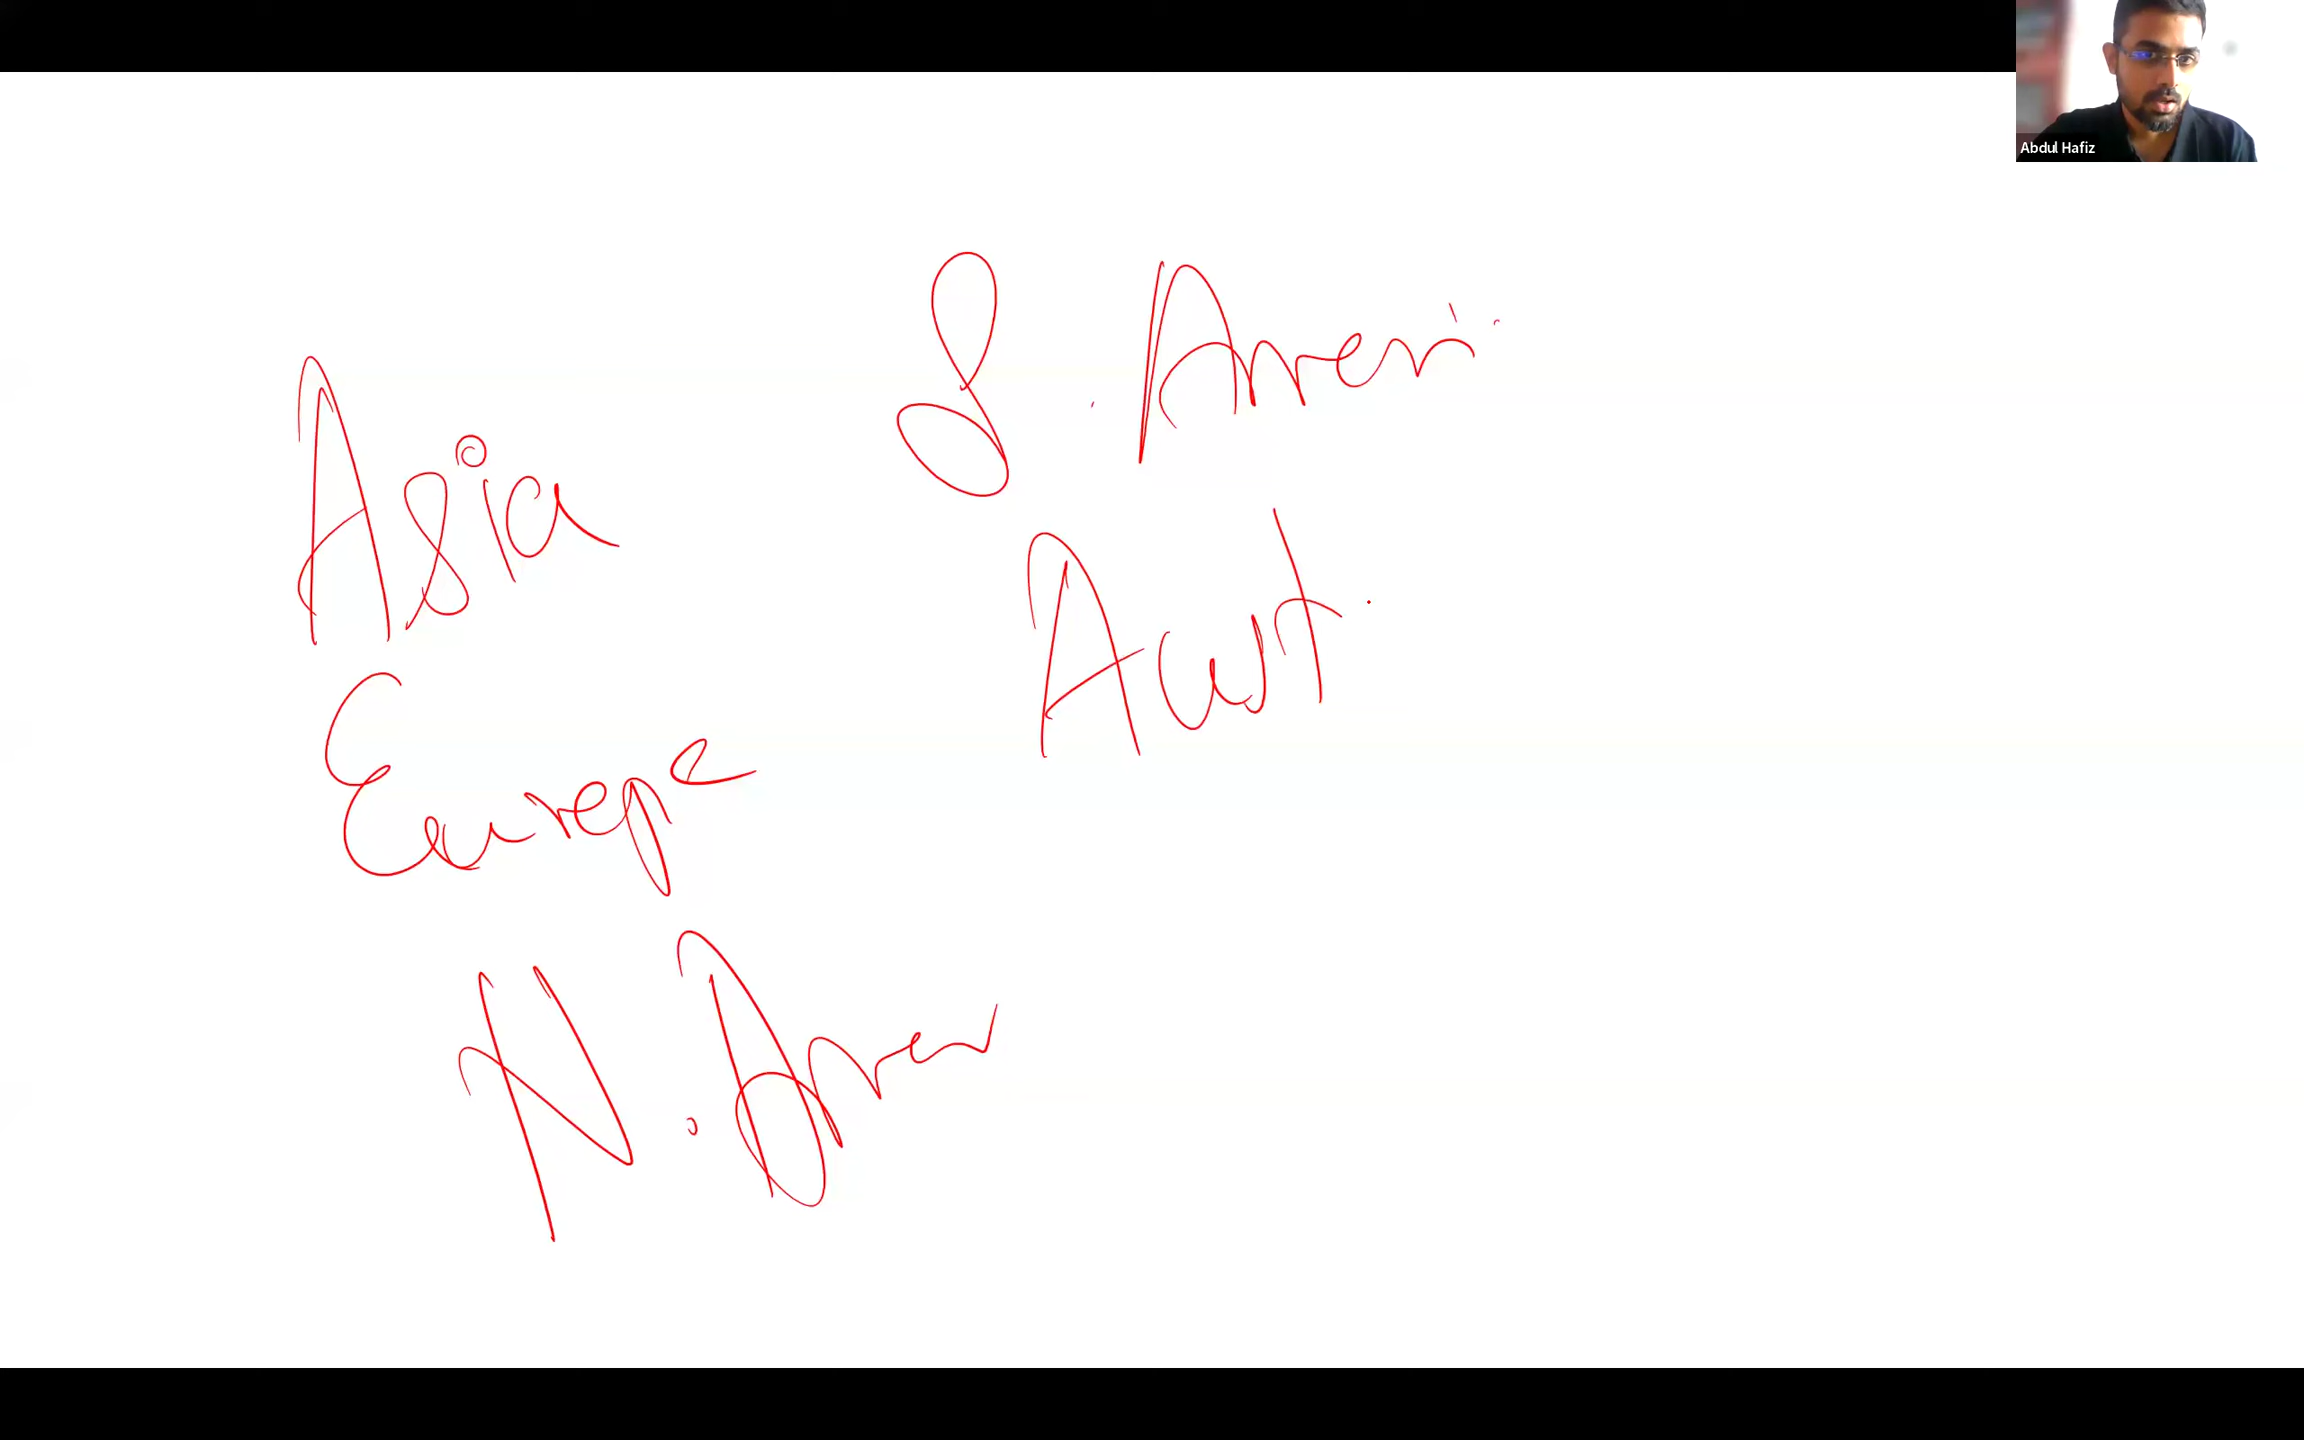 Abdul Hafiz
Asia
Europe
N. Amer
S. Ameri.
Aust.